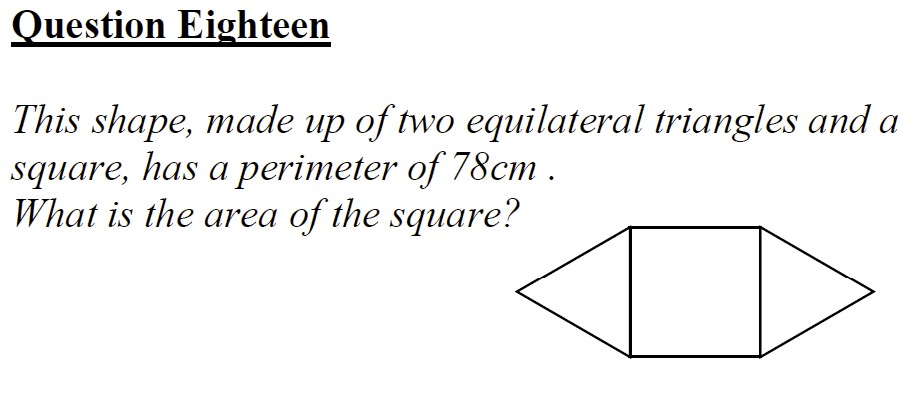 Question Eighteen
This shape, made up of two equilateral triangles and a
square, has a perimeter of 78cm .
What is the area of the square?